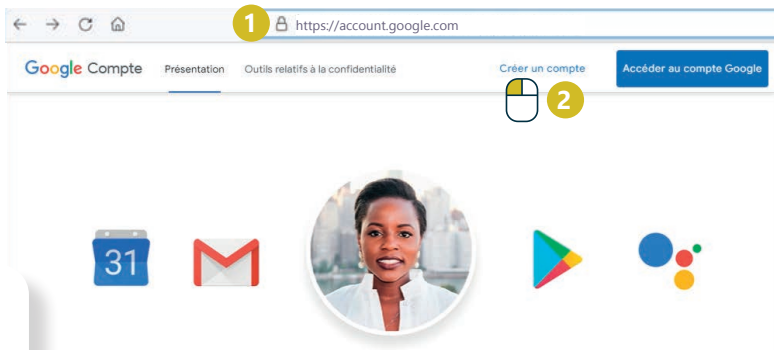 1 https://account.google.com
Google Compte Présentation Outils relatifs à la confidentialité Créer un compte Accéder au compte Google
2
31